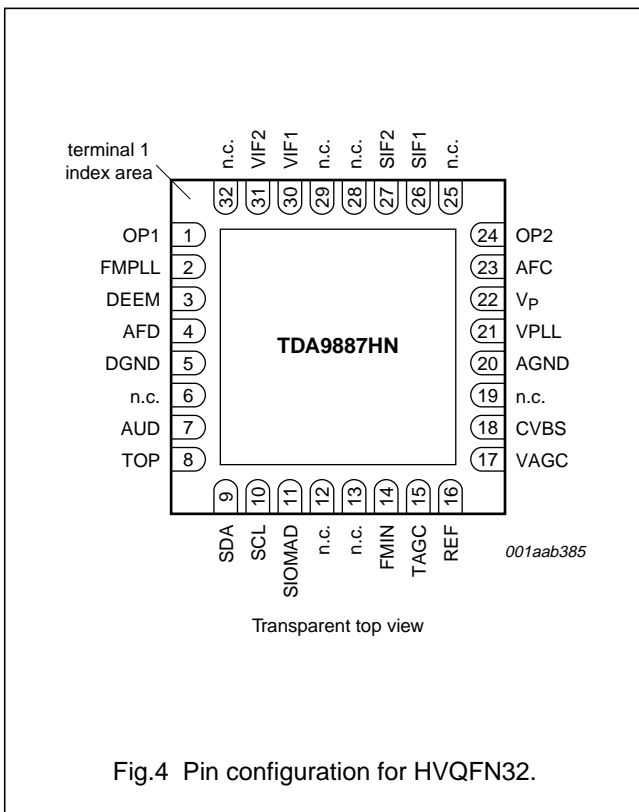 terminal 1
index area
n.c.
VIF2
VIF1
n.c.
n.c.
SIF2
SIF1
n.c.
32
31
30
29
28
27
26
25
OP1 1
FMPLL 2
DEEM 3
AFD 4
DGND 5
n.c. 6
AUD 7
TOP 8
TDA9887HN
24 OP2
23 AFC
22 VP
21 VPLL
20 AGND
19 n.c.
18 CVBS
17 VAGC
9
10
11
12
13
14
15
16
SDA
SCL
SIOMAD
n.c.
n.c.
FMIN
TAGC
REF
001aab385
Transparent top view
Fig.4 Pin configuration for HVQFN32.